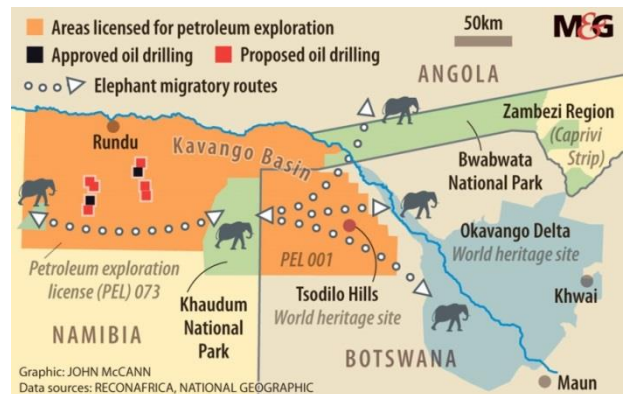 Areas licensed for petroleum exploration
Approved oil drilling
Proposed oil drilling
Elephant migratory routes
50km
M&G
ANGOLA
Zambezi Region
(Caprivi
Strip)
Rundu
Kavango Basin
Bwabwata
National Park
Okavango Delta
World heritage site
Petroleum exploration
license (PEL) 073
PEL 001
Khaudum
National
Park
Tsodilo Hills
World heritage site
Khwai
NAMIBIA
BOTSWANA
Maun
Graphic: JOHN McCANN
Data sources: RECONAFRICA, NATIONAL GEOGRAPHIC